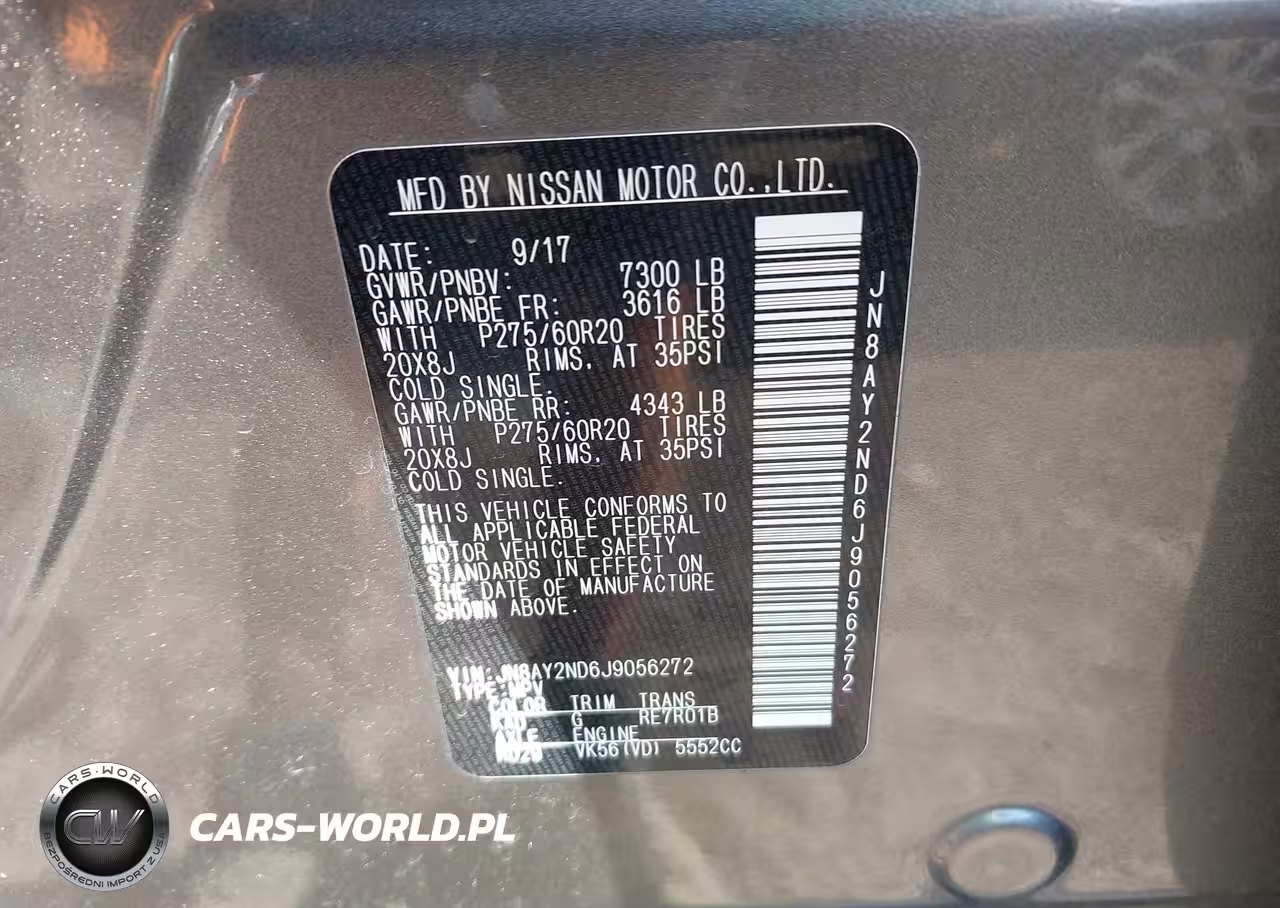 MFD BY NISSAN MOTOR CO.,LTD.
DATE: 9/17
GVWR/PNBV: 7300 LB
GAWR/PNBE FR: 3616 LB
WITH P275/60R20 TIRES
20X8J RIMS, AT 35PSI
COLD SINGLE.
GAWR/PNBE RR: 4343 LB
WITH P275/60R20 TIRES
20X8J RIMS, AT 35PSI
COLD SINGLE.
THIS VEHICLE CONFORMS TO
ALL APPLICABLE FEDERAL
MOTOR VEHICLE SAFETY
STANDARDS IN EFFECT ON
THE DATE OF MANUFACTURE
SHOWN ABOVE.
VIN:JN8AY2ND6J9056272
TYPE:MPV
COLOR TRIM TRANS
KAD G RE7R01B
AXLE ENGINE
VK56(VD) 5552CC
JN8AY2ND6J9056272
CARS-WORLD
CW
BEZPOŚREDNI IMPORT Z USA
CARS-WORLD.PL